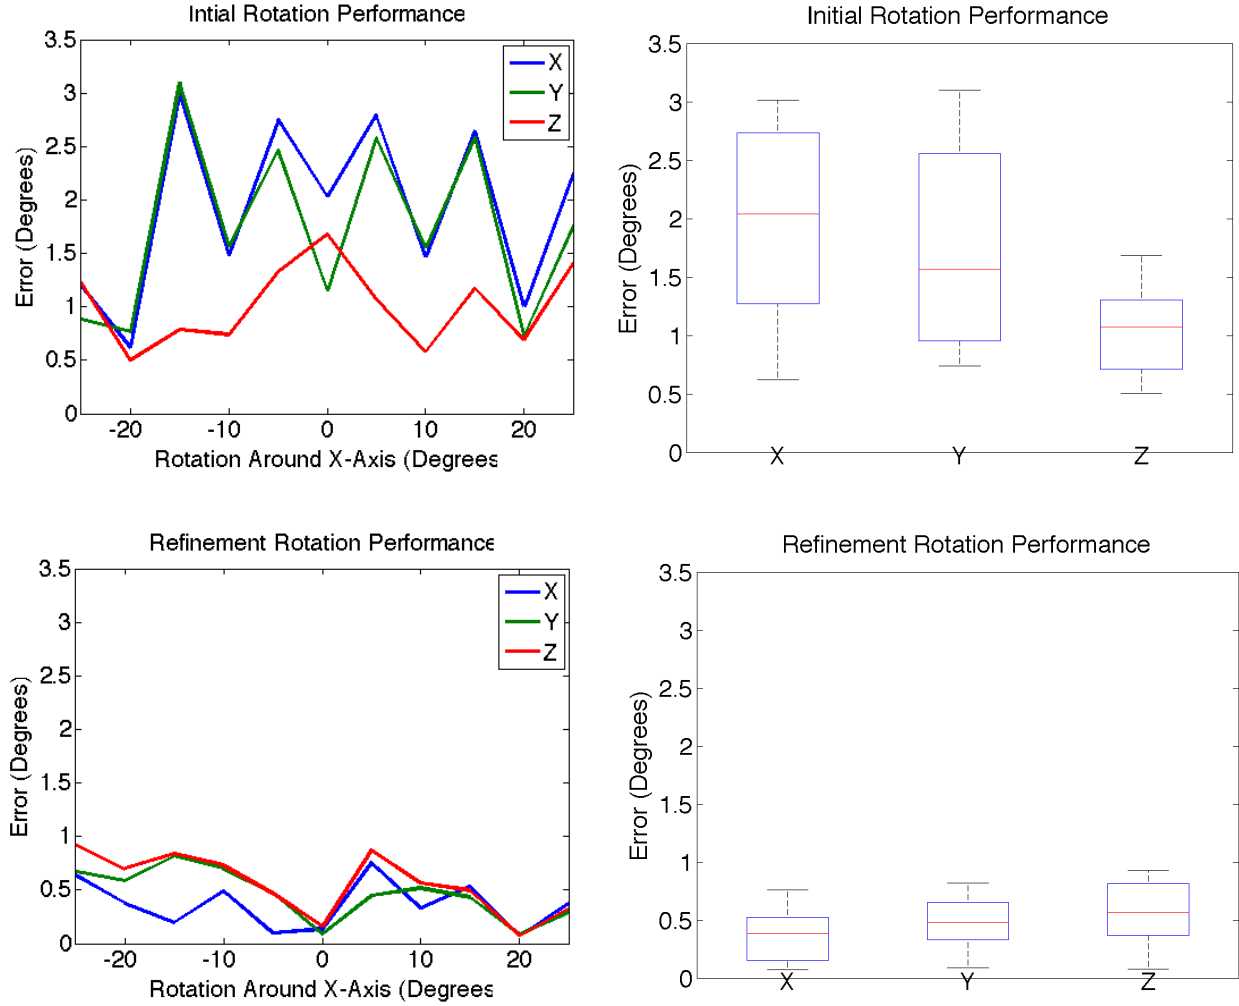 Intial Rotation Performance
3.5
3
2.5
2
1.5
1
0.5
0
Error (Degrees)
X
Y
Z
-20
-10
0
10
20
Rotation Around X-Axis (Degrees
Initial Rotation Performance
3.5
3
2.5
2
1.5
1
0.5
0
Error (Degrees)
X
Y
Z
Refinement Rotation Performance
3.5
3
2.5
2
1.5
1
0.5
0
Error (Degrees)
X
Y
Z
-20
-10
0
10
20
Rotation Around X-Axis (Degrees
Refinement Rotation Performance
3.5
3
2.5
2
1.5
1
0.5
0
Error (Degrees)
X
Y
Z